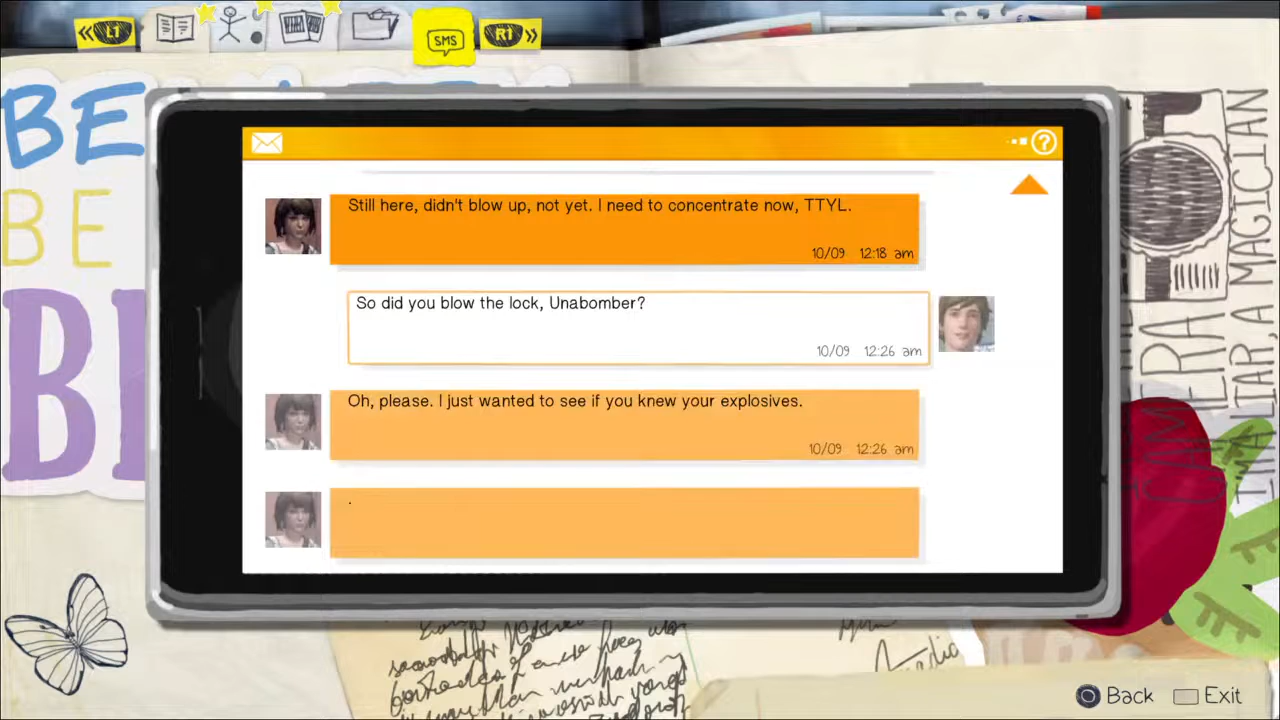 L1
SMS
R1
BE
BE
Still here, didn't blow up, not yet. I need to concentrate now, TTYL.
10/09 12:18 am
So did you blow the lock, Unabomber?
10/09 12:26 am
Oh, please. I just wanted to see if you knew your explosives.
10/09 12:26 am
.
A MAGICIAN
Back
Exit